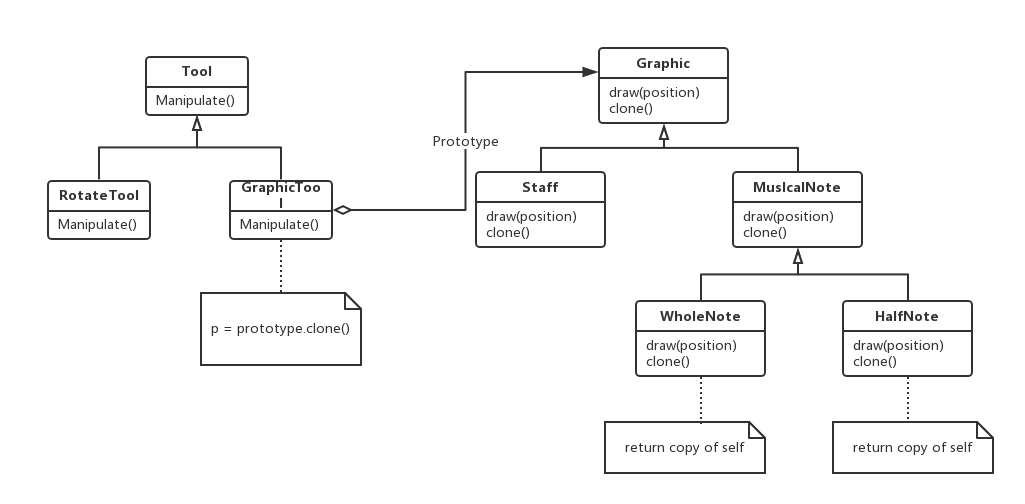 Tool
Manipulate()
RotateTool
Manipulate()
GraphicToo
l
Manipulate()
p = prototype.clone()
Prototype
Graphic
draw(position)
clone()
Staff
draw(position)
clone()
MusIcalNote
draw(position)
clone()
WholeNote
draw(position)
clone()
HalfNote
draw(position)
clone()
return copy of self
return copy of self